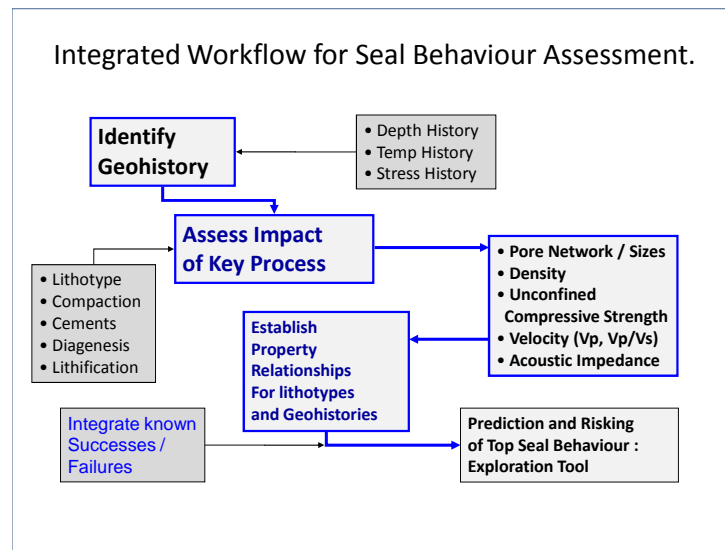 Integrated Workflow for Seal Behaviour Assessment.
Identify
Geohistory
• Depth History
• Temp History
• Stress History
Assess Impact
of Key Process
• Lithotype
• Compaction
• Cements
• Diagenesis
• Lithification
• Pore Network / Sizes
• Density
• Unconfined
Compressive Strength
• Velocity (Vp, Vp/Vs)
• Acoustic Impedance
Establish
Property
Relationships
For lithotypes
and Geohistories
Integrate known
Successes /
Failures
Prediction and Risking
of Top Seal Behaviour :
Exploration Tool